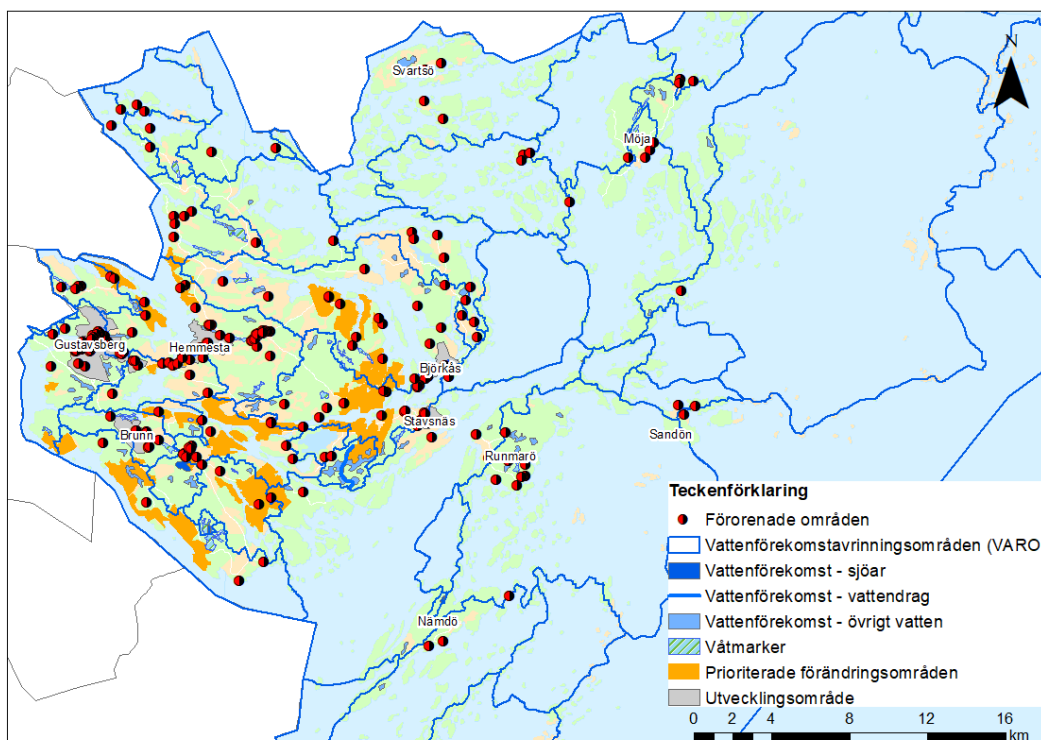 N
Svartsö
Möja
Gustavsberg
Hemmesta
Björkås
Stavsnäs
Brunn
Runmarö
Sandön
Nämdö
Teckenförklaring
Förorenade områden
Vattenförekomstavrinningsområden (VARO
Vattenförekomst - sjöar
Vattenförekomst - vattendrag
Vattenförekomst - övrigt vatten
Våtmarker
Prioriterade förändringsområden
Utvecklingsområde
0 2 4 8 12 16
km